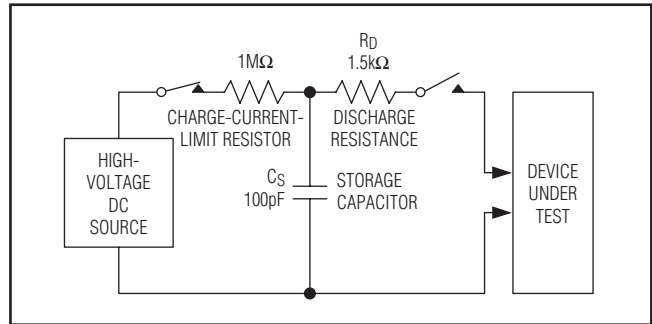 1MΩ
CHARGE-CURRENT-
LIMIT RESISTOR
RD
1.5kΩ
DISCHARGE
RESISTANCE
HIGH-
VOLTAGE
DC
SOURCE
CS
100pF
STORAGE
CAPACITOR
DEVICE
UNDER
TEST